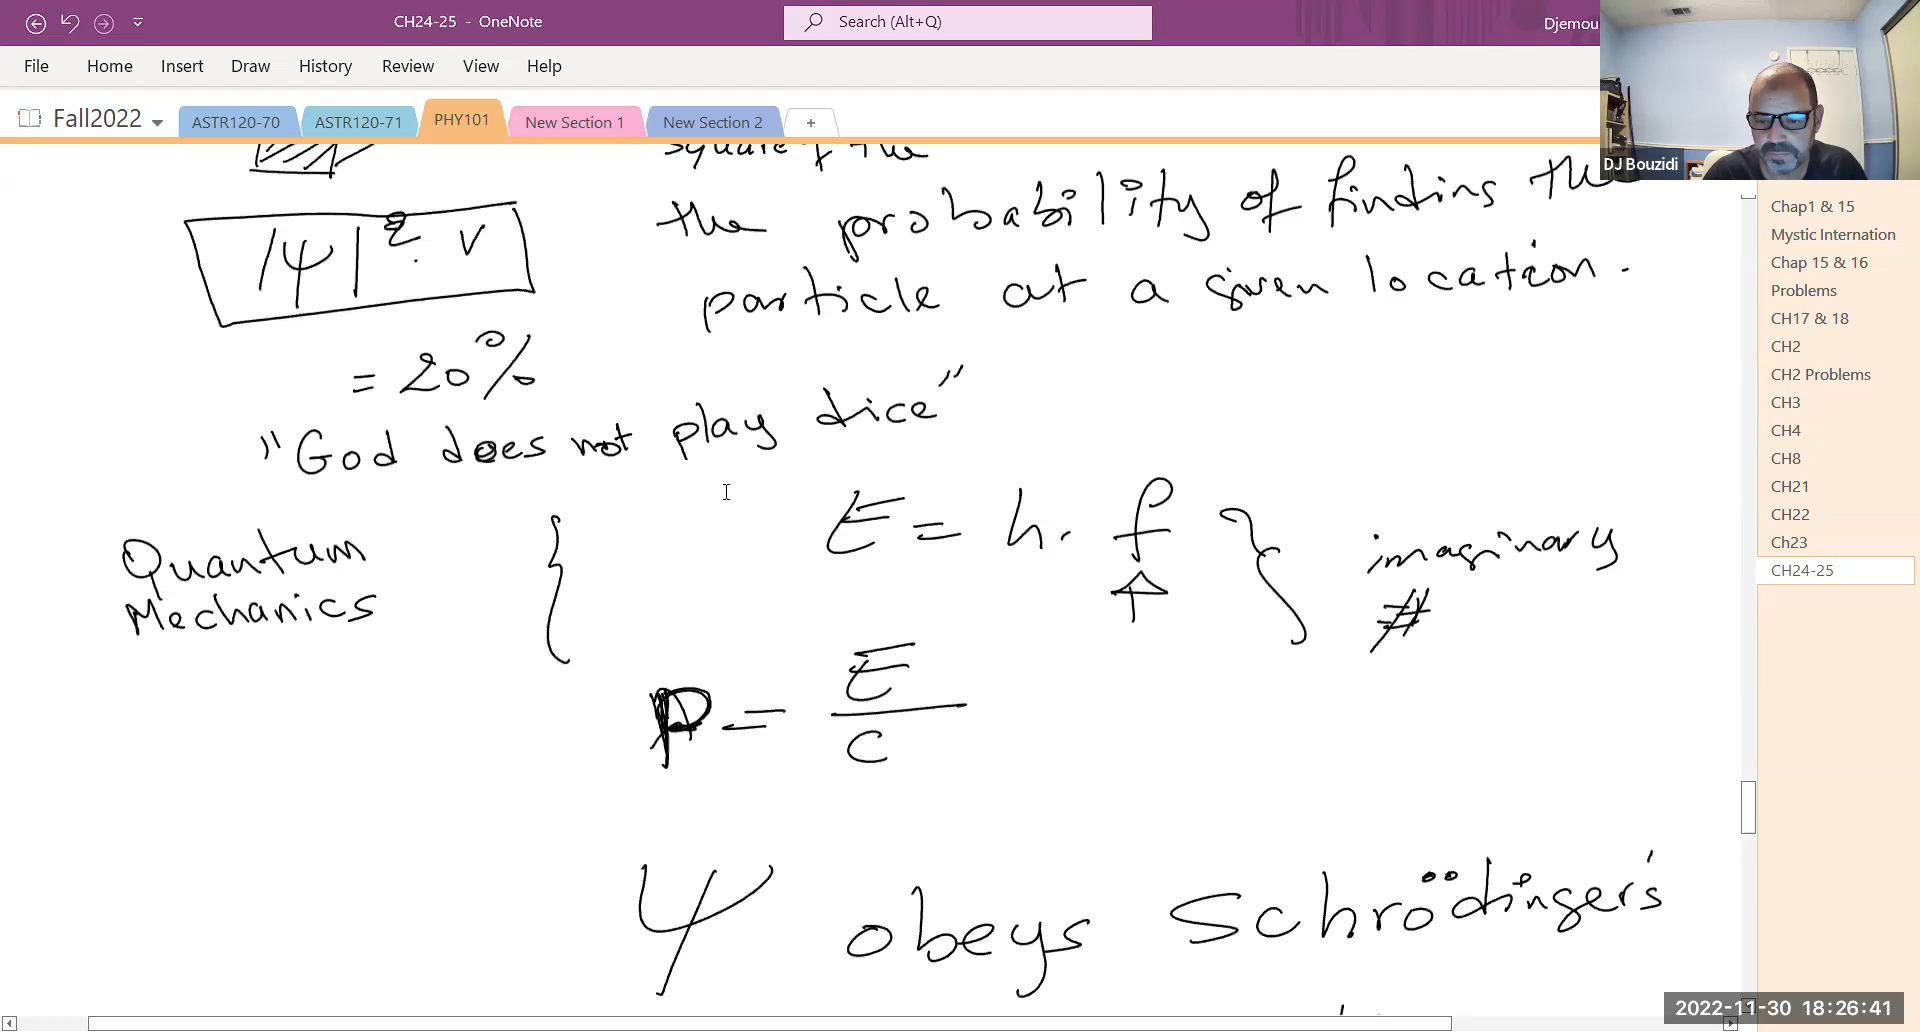 CH24-25 - OneNote
Search (Alt+Q)
Djemou
File Home Insert Draw History Review View Help
Fall2022
ASTR120-70 ASTR120-71 PHY101 New Section 1 New Section 2 +
DJ Bouzidi
square of the
the probability of finding the
particle at a given location.
|Ψ|² · V
= 20%
"God does not play dice"
Quantum
Mechanics
E = h. f
imaginary
#
P = E/c
Ψ obeys Schrödinger's
Chap1 & 15
Mystic Internation
Chap 15 & 16
Problems
CH17 & 18
CH2
CH2 Problems
CH3
CH4
CH8
CH21
CH22
Ch23
CH24-25
2022-11-30 18:26:41